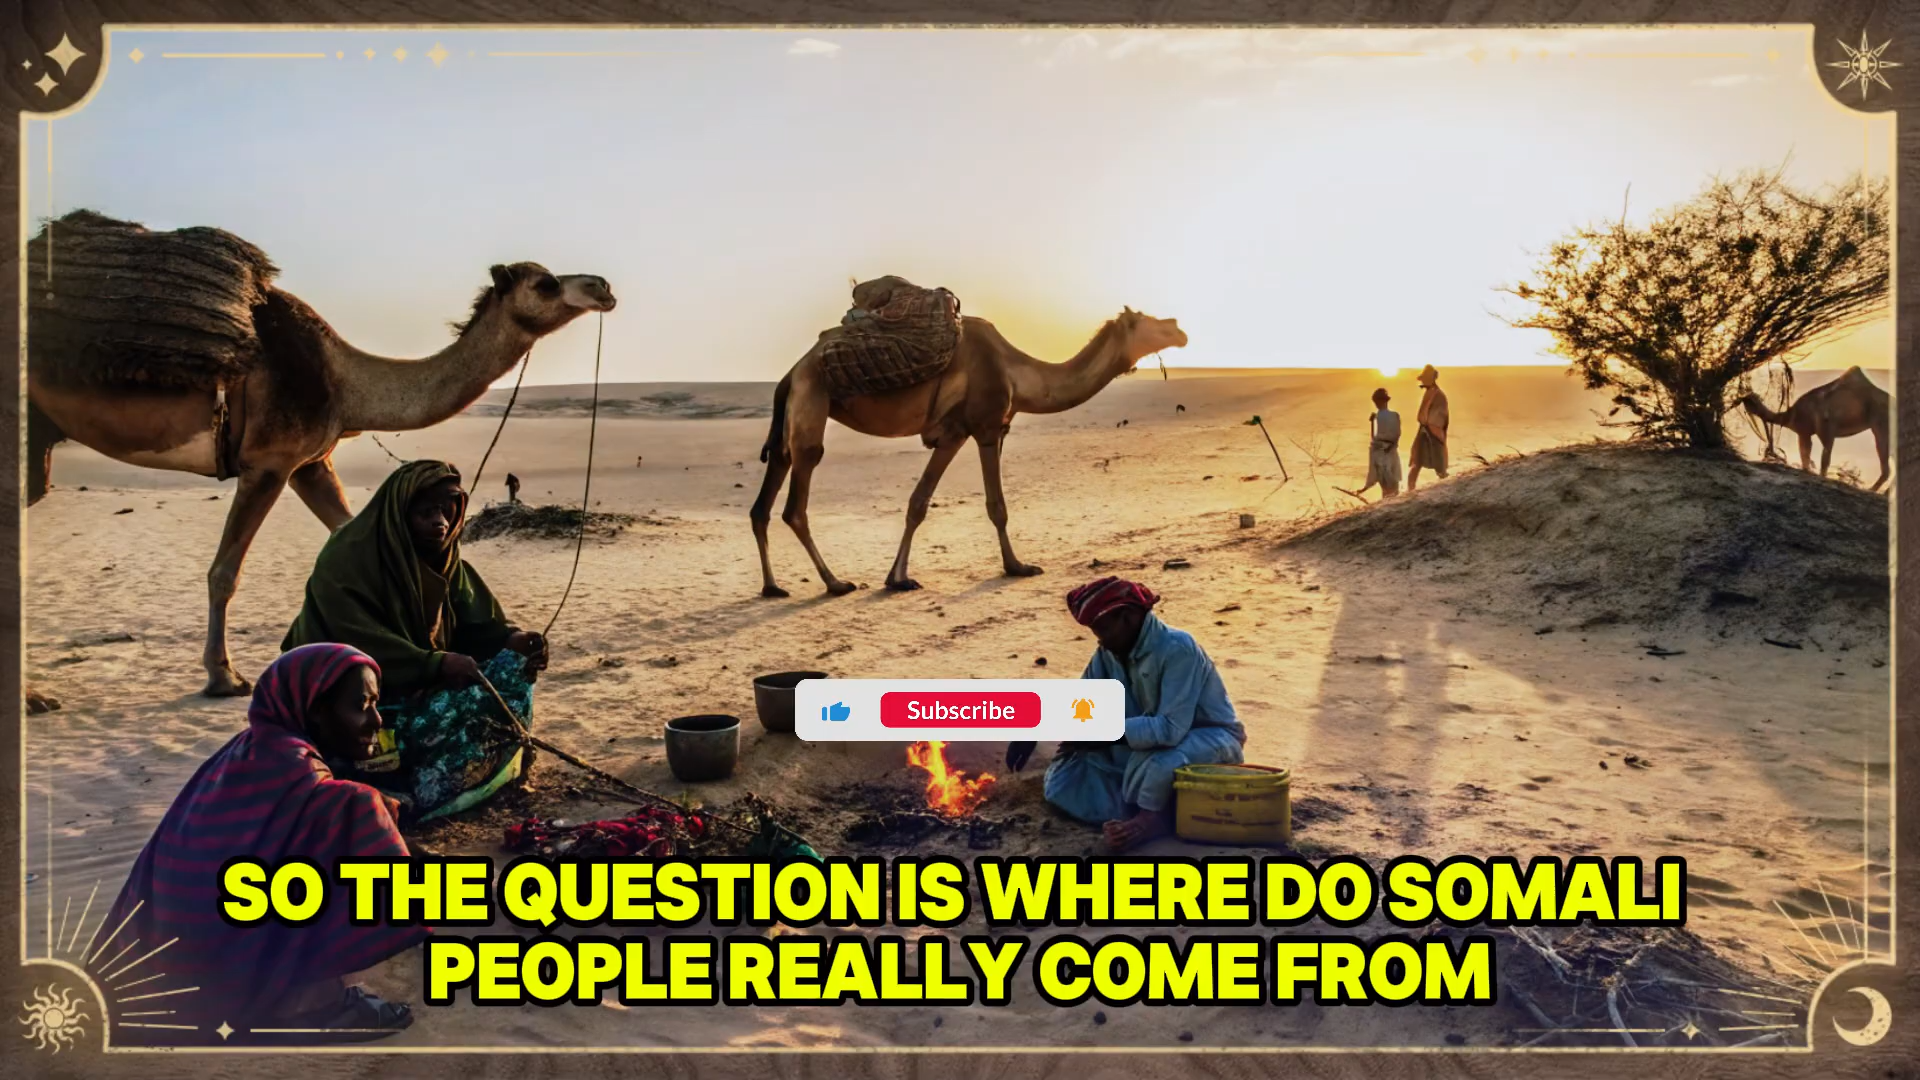 Subscribe
SO THE QUESTION IS WHERE DO SOMALI
PEOPLE REALLY COME FROM